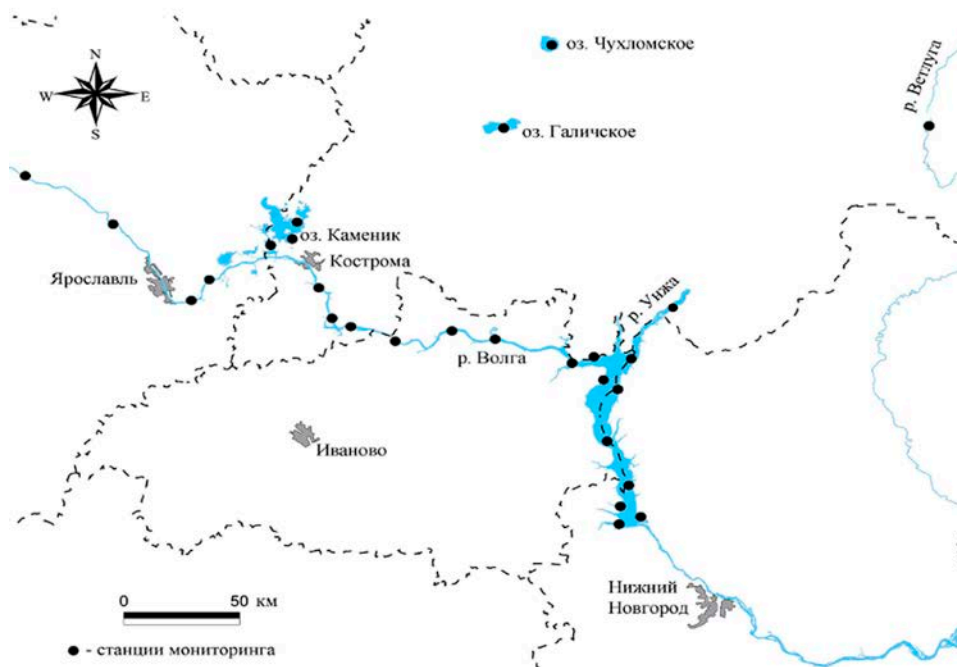 оз. Чухломское
N
W
E
S
оз. Галичское
р. Ветлуга
оз. Каменик
Кострома
Ярославль
р. Унжа
р. Волга
Иваново
Нижний
Новгород
0
50
км
- станции мониторинга